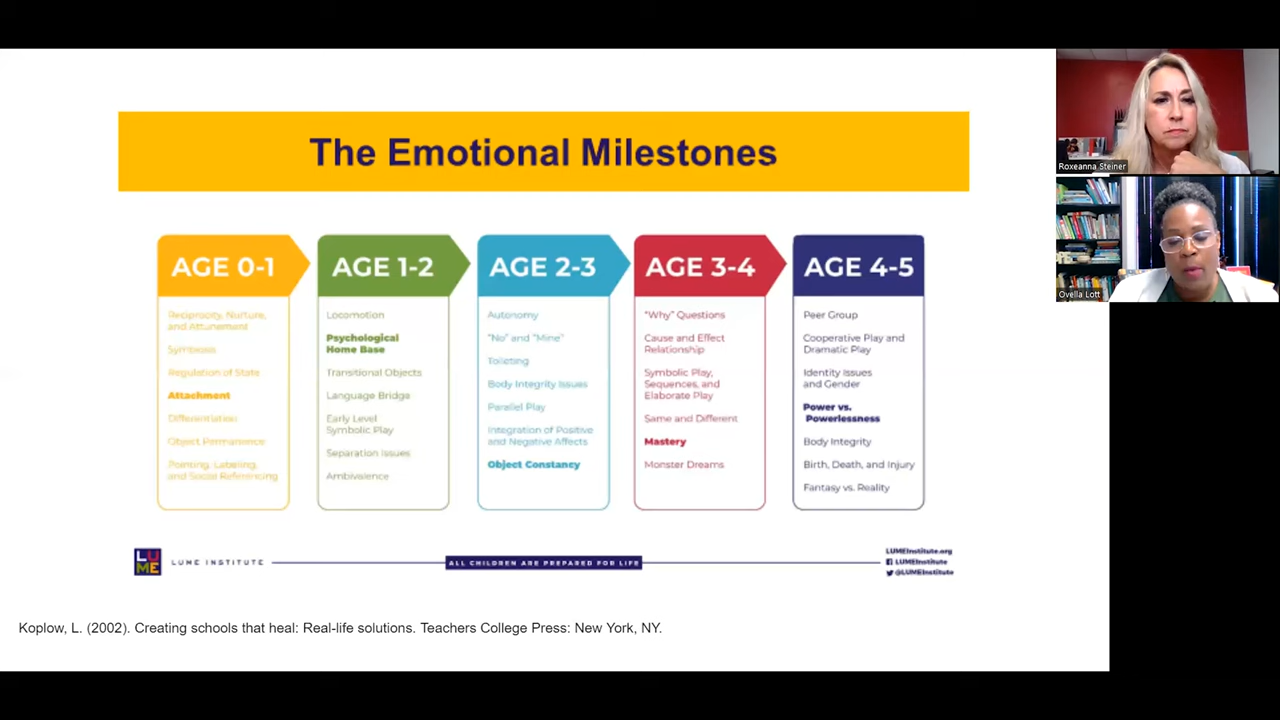 The Emotional Milestones
AGE 0-1
Reciprocity, Nurture,
and Attunement
Symbiosis
Regulation of State
Attachment
Differentiation
Object Permanence
Pointing, Labeling,
and Social Referencing
AGE 1-2
Locomotion
Psychological
Home Base
Transitional Objects
Language Bridge
Early Level
Symbolic Play
Separation Issues
Ambivalence
AGE 2-3
Autonomy
"No" and "Mine"
Toileting
Body Integrity Issues
Parallel Play
Integration of Positive
and Negative Affects
Object Constancy
AGE 3-4
"Why" Questions
Cause and Effect
Relationship
Symbolic Play,
Sequences, and
Elaborate Play
Same and Different
Mastery
Monster Dreams
AGE 4-5
Peer Group
Cooperative Play and
Dramatic Play
Identity Issues
and Gender
Power vs.
Powerlessness
Body Integrity
Birth, Death, and Injury
Fantasy vs. Reality
LUME
LUME INSTITUTE
ALL CHILDREN ARE PREPARED FOR LIFE
LUMEInstitute.org
LUMEInstitute
@LUMEInstitute
Koplow, L. (2002). Creating schools that heal: Real-life solutions. Teachers College Press: New York, NY.
Roxeanna Steiner
Ovella Lott